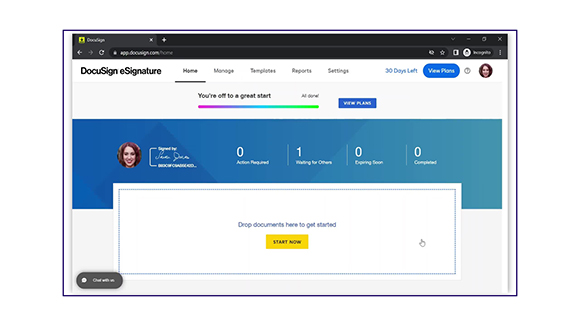 DocuSign
app.docusign.com/home
Incognito
DocuSign eSignature
Home
Manage
Templates
Reports
Settings
30 Days Left
View Plans
You're off to a great start
All done!
VIEW PLANS
Signed by:
0
Action Required
1
Waiting for Others
0
Expiring Soon
0
Completed
Drop documents here to get started
START NOW
Chat with us